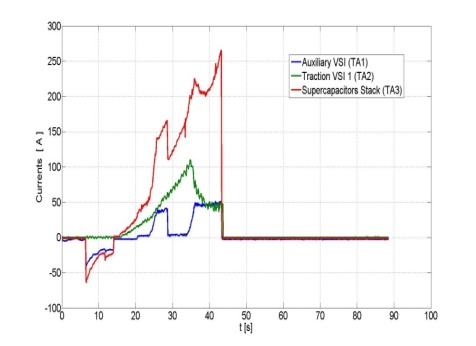 300
250
200
150
100
50
0
-50
-100
Currents [ A ]
Auxiliary VSI (TA1)
Traction VSI 1 (TA2)
Supercapacitors Stack (TA3)
0 10 20 30 40 50 60 70 80 90 100
t [s]